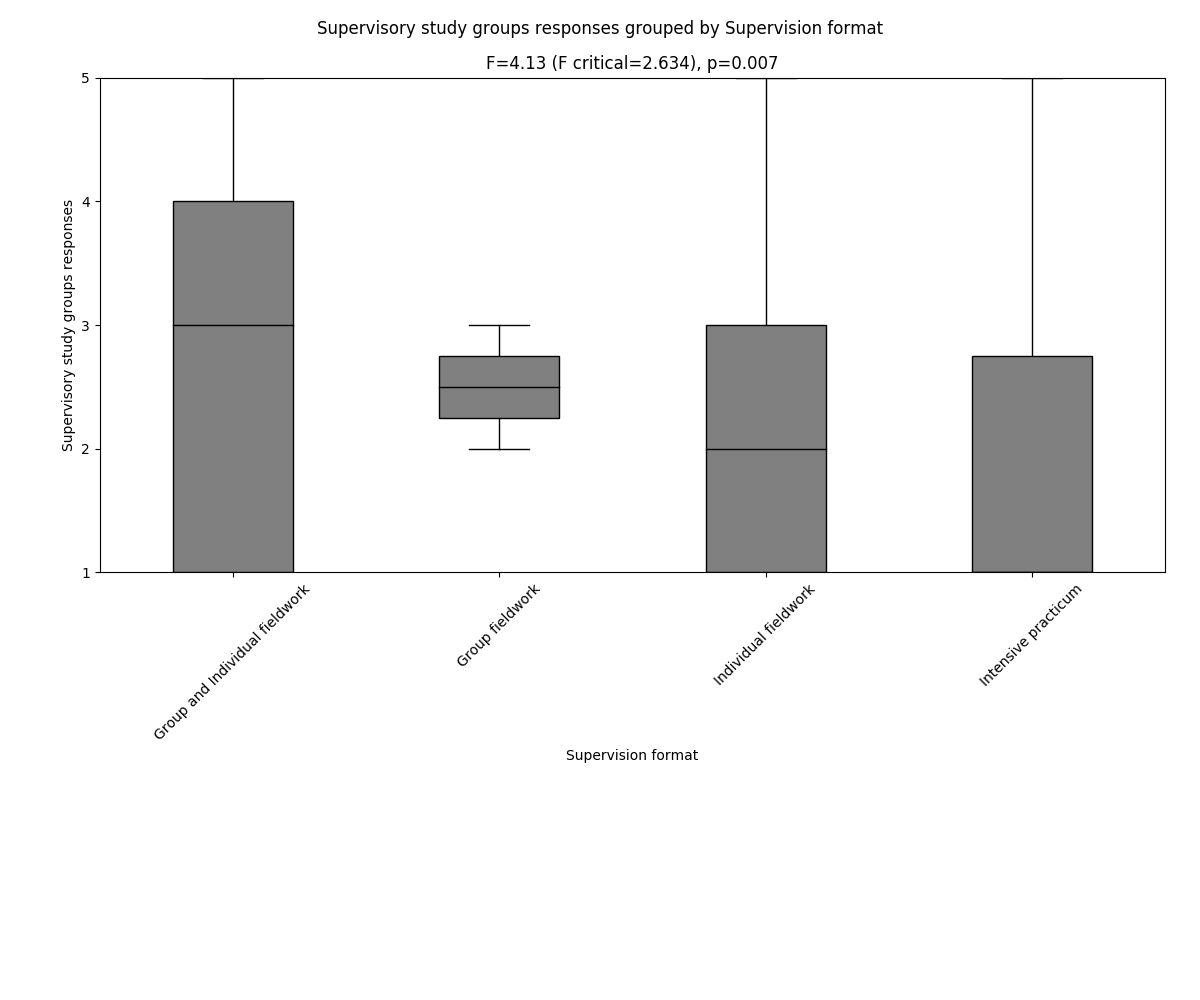 Supervisory study groups responses grouped by Supervision format
F=4.13 (F critical=2.634), p=0.007
Supervisory study groups responses
5
4
3
2
1
Group and Individual fieldwork
Group fieldwork
Individual fieldwork
Intensive practicum
Supervision format